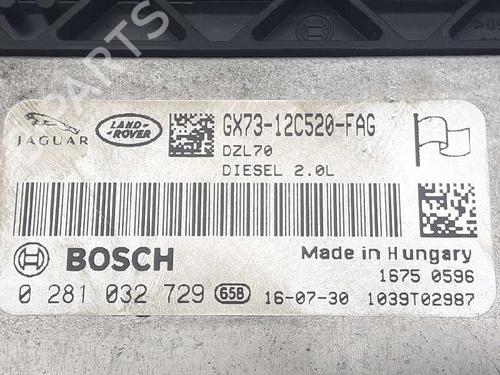 JAGUAR
LAND-
ROVER
GX73-12C520-FAG
DZL70
DIESEL 2.0L
BOSCH
Made in Hungary
1675 0596
0 281 032 729 65B 16-07-30 1039T02987